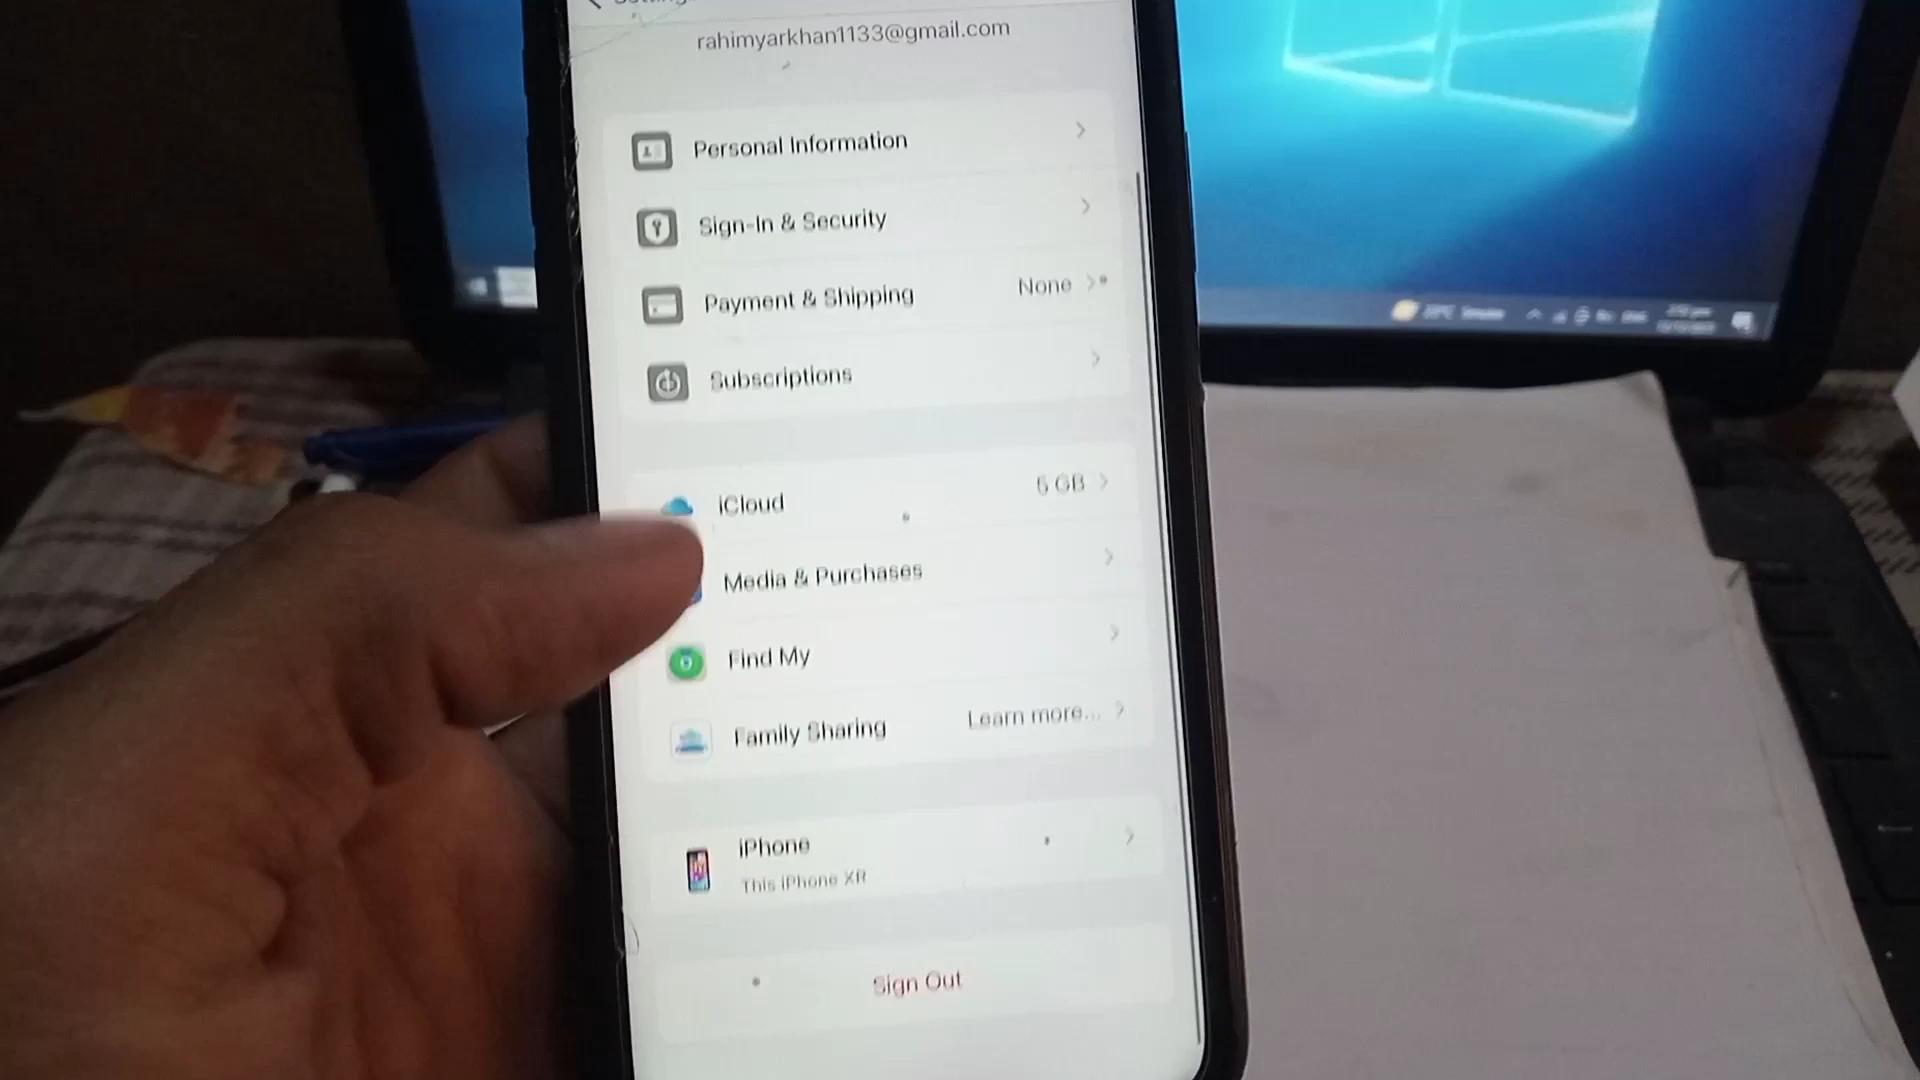 rahimyarkhan1133@gmail.com
Personal Information
Sign-In & Security
Payment & Shipping None
Subscriptions
iCloud 5 GB
Media & Purchases
Find My
Family Sharing Learn more...
iPhone
This iPhone XR
Sign Out